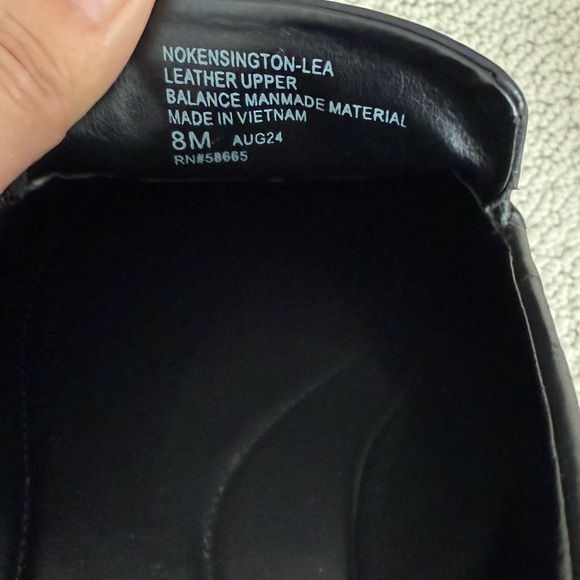 NOKENSINGTON-LEA
LEATHER UPPER
BALANCE MANMADE MATERIAL
MADE IN VIETNAM
8M AUG24
RN#58665